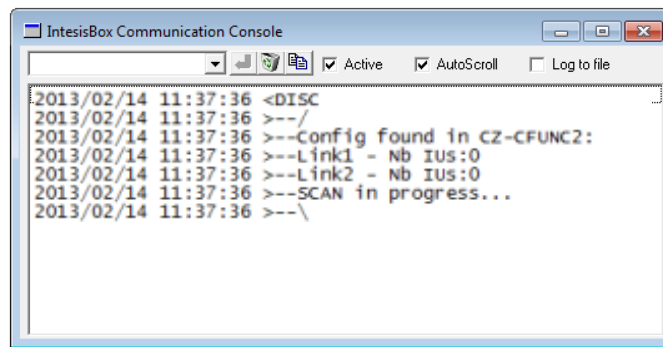 IntesisBox Communication Console
Active AutoScroll Log to file
2013/02/14 11:37:36 <DISC
2013/02/14 11:37:36 >--/
2013/02/14 11:37:36 >--Config found in CZ-CFUNC2:
2013/02/14 11:37:36 >--Link1 - Nb IUs:0
2013/02/14 11:37:36 >--Link2 - Nb IUs:0
2013/02/14 11:37:36 >--SCAN in progress...
2013/02/14 11:37:36 >--\